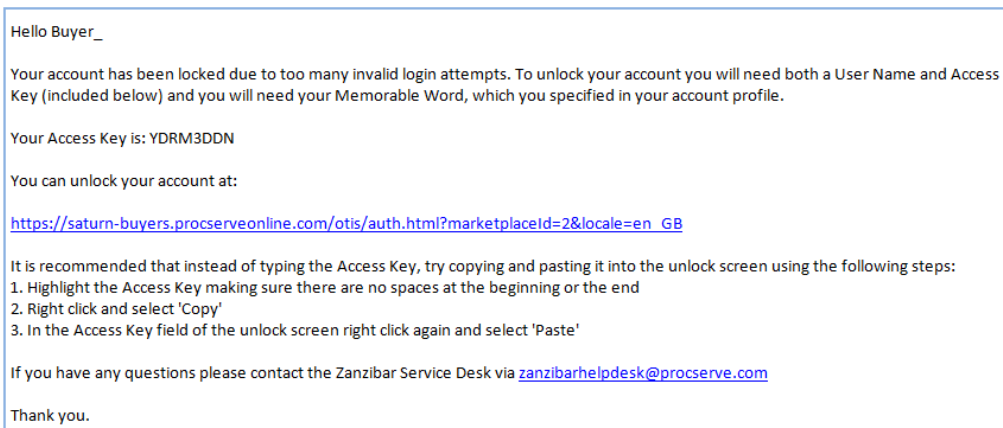 Hello Buyer_
Your account has been locked due to too many invalid login attempts. To unlock your account you will need both a User Name and Access
Key (included below) and you will need your Memorable Word, which you specified in your account profile.
Your Access Key is: YDRM3DDN
You can unlock your account at:
https://saturn-buyers.procserveonline.com/otis/auth.html?marketplaceId=2&locale=en_GB
It is recommended that instead of typing the Access Key, try copying and pasting it into the unlock screen using the following steps:
1. Highlight the Access Key making sure there are no spaces at the beginning or the end
2. Right click and select 'Copy'
3. In the Access Key field of the unlock screen right click again and select 'Paste'
If you have any questions please contact the Zanzibar Service Desk via zanzibarhelpdesk@procserve.com
Thank you.